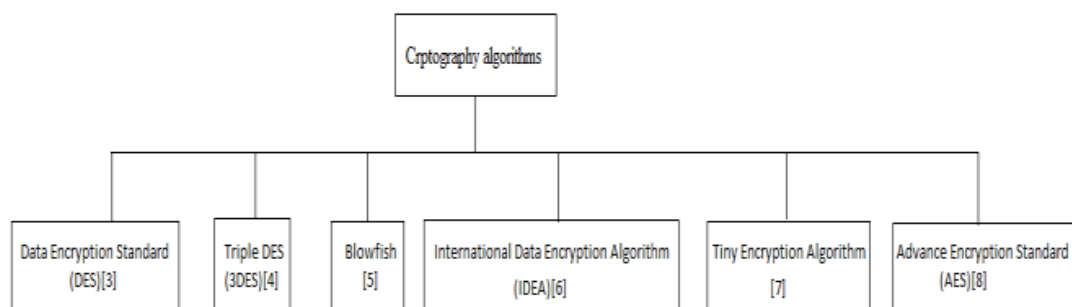 Crptography algorithms
Data Encryption Standard
(DES)[3]
Triple DES
(3DES)[4]
Blowfish
[5]
International Data Encryption Algorithm
(IDEA)[6]
Tiny Encryption Algorithm
[7]
Advance Encryption Standard
(AES)[8]